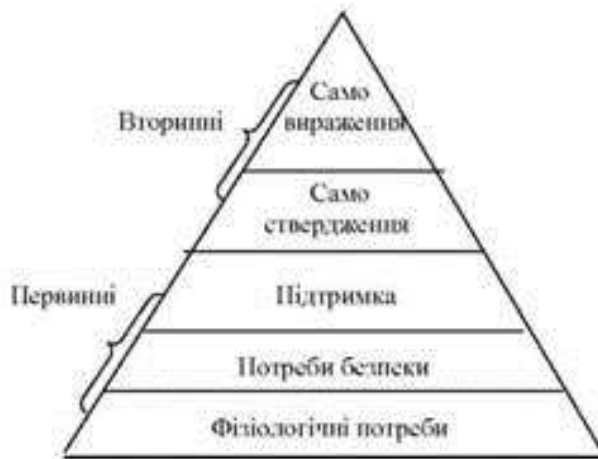 Само
вираження
Вторинні
Само
ствердження
Первинні
Підтримка
Потреби безпеки
Фізіологічні потреби